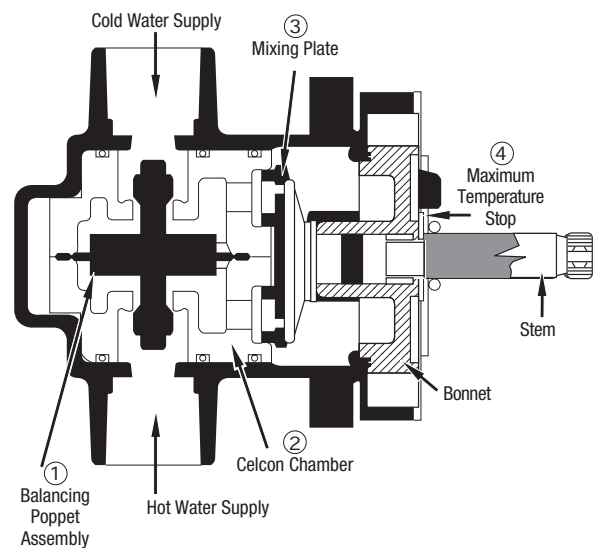 Cold Water Supply
③
Mixing Plate
④
Maximum
Temperature
Stop
Stem
Bonnet
②
Celcon Chamber
①
Balancing
Poppet
Assembly
Hot Water Supply